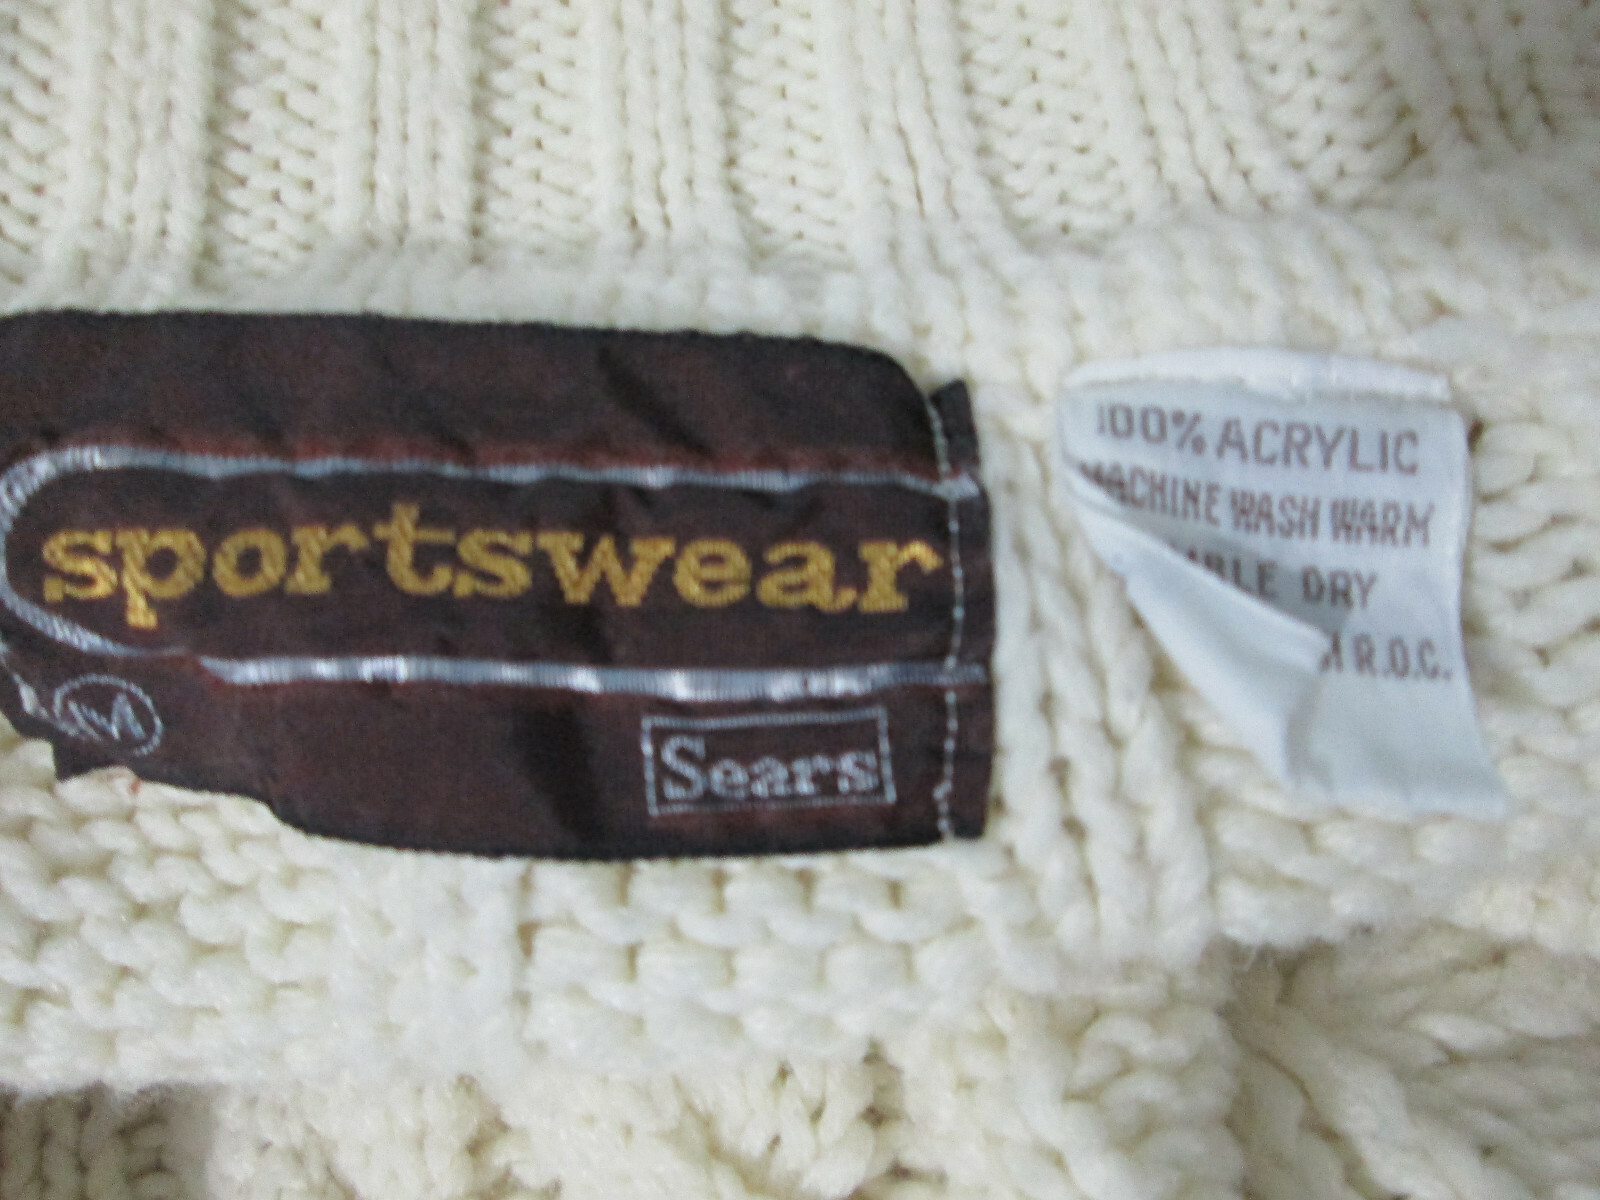 sportswear
M
Sears
100% ACRYLIC
MACHINE WASH WARM
DRY
R.O.C.